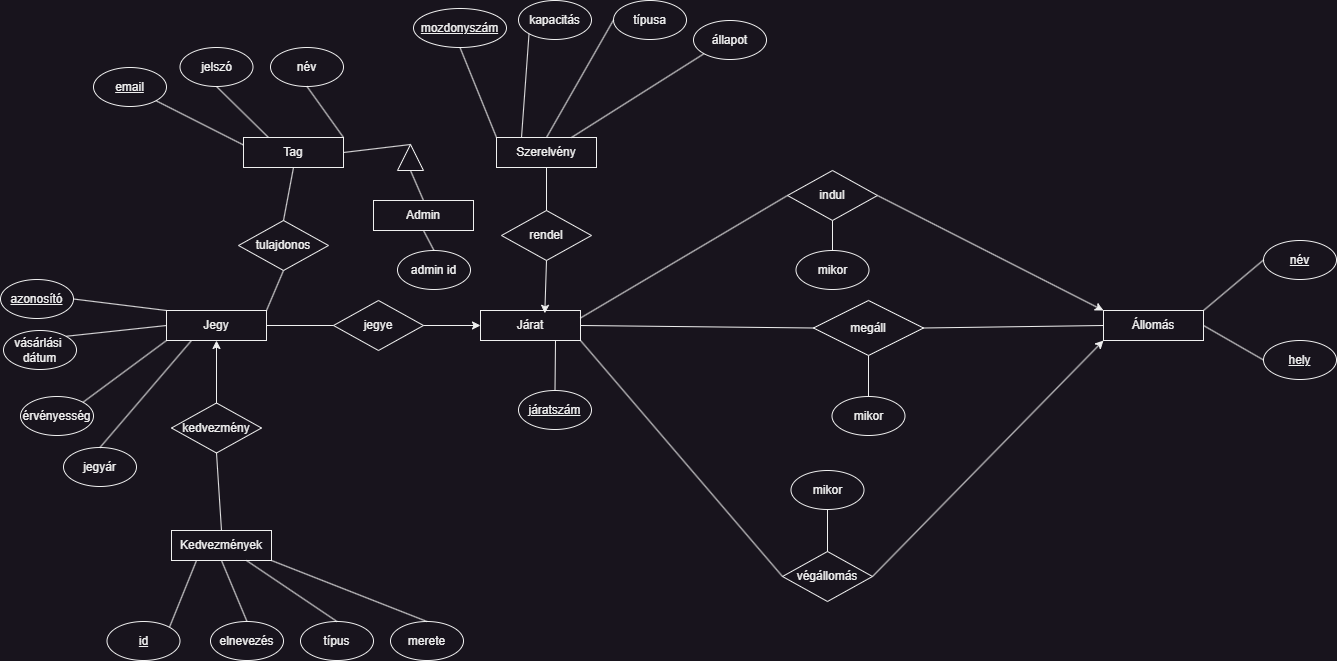 mozdonyszám
kapacitás
típusa
állapot
email
jelszó
név
Tag
Szerelvény
Admin
admin id
tulajdonos
rendel
indul
mikor
azonosító
vásárlási
dátum
érvényesség
jegyár
Jegy
jegye
Járat
járatszám
megáll
mikor
Állomás
név
hely
kedvezmény
mikor
végállomás
Kedvezmények
id
elnevezés
típus
merete